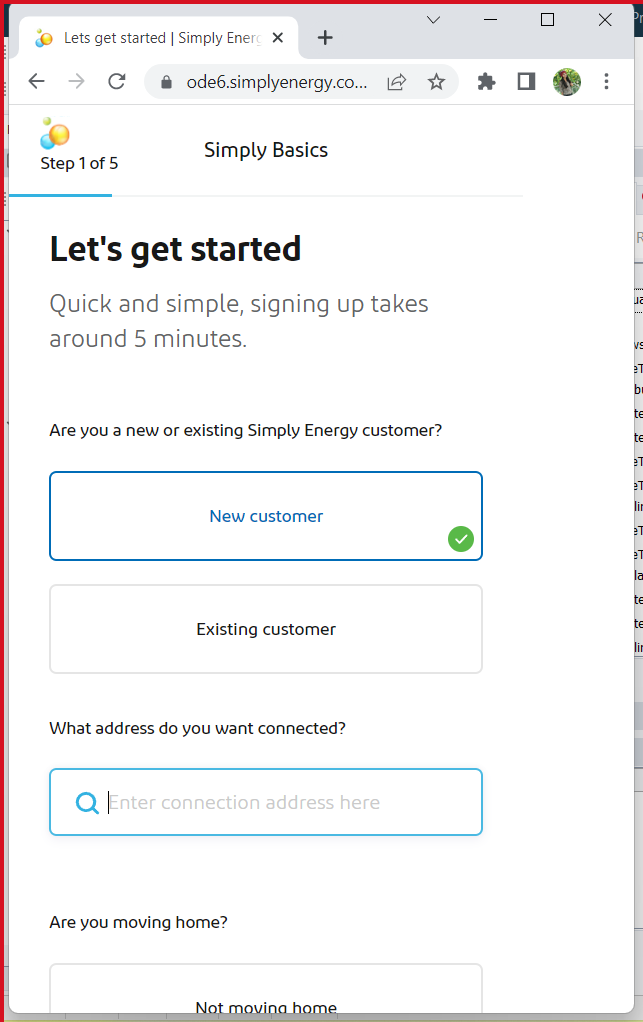 Lets get started | Simply Energ
ode6.simplyenergy.co...
Step 1 of 5
Simply Basics
Let's get started
Quick and simple, signing up takes
around 5 minutes.
Are you a new or existing Simply Energy customer?
New customer
Existing customer
What address do you want connected?
Enter connection address here
Are you moving home?
Not moving home